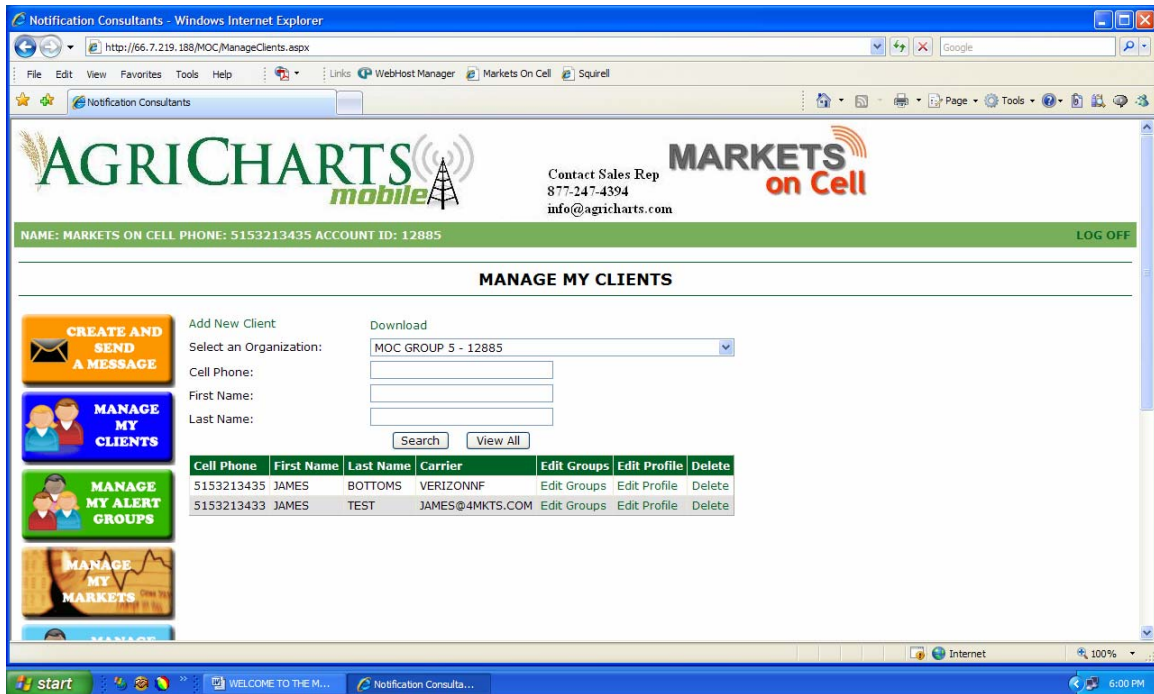 Notification Consultants - Windows Internet Explorer
http://66.7.219.188/MOC/ManageClients.aspx
Google
File Edit View Favorites Tools Help
Links WebHost Manager Markets On Cell Squirell
Notification Consultants
Page Tools
AGRICHARTS
mobile
Contact Sales Rep
877-247-4394
info@agricharts.com
MARKETS
on Cell
NAME: MARKETS ON CELL PHONE: 5153213435 ACCOUNT ID: 12885
LOG OFF
MANAGE MY CLIENTS
CREATE AND
SEND
A MESSAGE
MANAGE
MY
CLIENTS
MANAGE
MY ALERT
GROUPS
MANAGE
MY
MARKETS
MANAGE
Add New Client
Download
Select an Organization:
MOC GROUP 5 - 12885
Cell Phone:
First Name:
Last Name:
Search View All
Cell Phone First Name Last Name Carrier Edit Groups Edit Profile Delete
5153213435 JAMES BOTTOMS VERIZONNF Edit Groups Edit Profile Delete
5153213433 JAMES TEST JAMES@4MKTS.COM Edit Groups Edit Profile Delete
Internet
100%
start
WELCOME TO THE M...
Notification Consulta...
6:00 PM